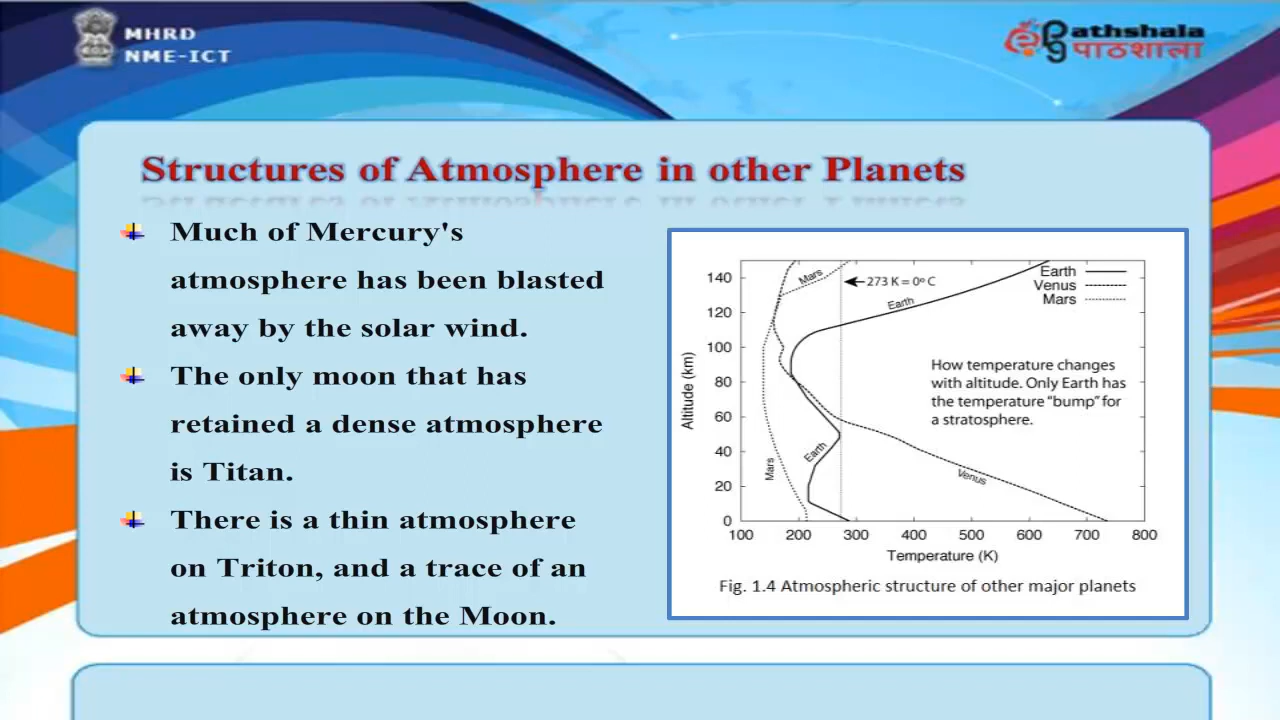 MHRD
NME-ICT
ePgathshala
पाठशाला
Structures of Atmosphere in other Planets
Much of Mercury's
atmosphere has been blasted
away by the solar wind.
The only moon that has
retained a dense atmosphere
is Titan.
There is a thin atmosphere
on Triton, and a trace of an
atmosphere on the Moon.
140
120
100
80
60
40
20
0
Altitude (km)
Mars
273 K = 0º C
Earth
Earth
Venus
Mars
How temperature changes
with altitude. Only Earth has
the temperature “bump” for
a stratosphere.
Mars
Earth
Venus
100 200 300 400 500 600 700 800
Temperature (K)
Fig. 1.4 Atmospheric structure of other major planets